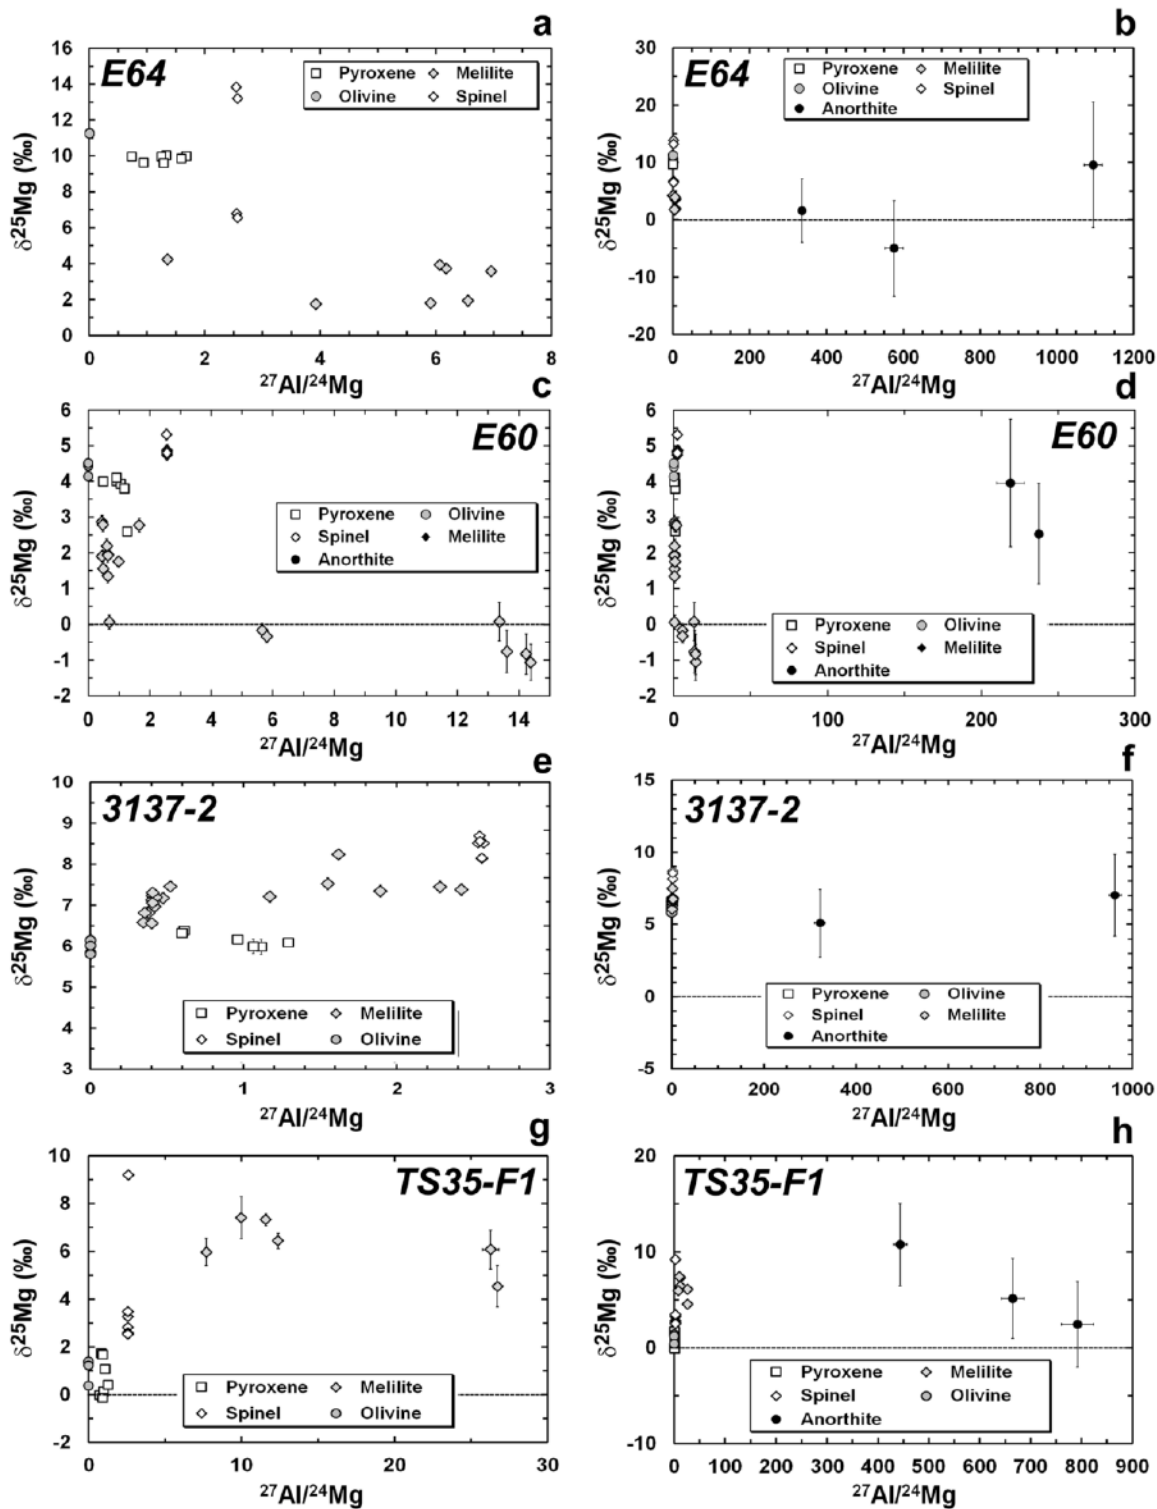 a
E64
Pyroxene Melilite
Olivine Spinel
16
14
12
10
8
6
4
2
0
δ25Mg (‰)
0 2 4 6 8
27Al/24Mg
b
E64
Pyroxene Melilite
Olivine Spinel
Anorthite
30
20
10
0
-10
-20
δ25Mg (‰)
0 200 400 600 800 1000 1200
27Al/24Mg
c
E60
Pyroxene Olivine
Spinel Melilite
Anorthite
6
5
4
3
2
1
0
-1
-2
δ25Mg (‰)
0 2 4 6 8 10 12 14
27Al/24Mg
d
E60
Pyroxene Olivine
Spinel Melilite
Anorthite
6
5
4
3
2
1
0
-1
-2
δ25Mg (‰)
0 100 200 300
27Al/24Mg
e
3137-2
Pyroxene Melilite
Spinel Olivine
10
9
8
7
6
5
4
3
δ25Mg (‰)
0 1 2 3
27Al/24Mg
f
3137-2
Pyroxene Olivine
Spinel Melilite
Anorthite
15
10
5
0
-5
δ25Mg (‰)
0 200 400 600 800 1000
27Al/24Mg
g
TS35-F1
Pyroxene Melilite
Spinel Olivine
10
8
6
4
2
0
-2
δ25Mg (‰)
0 10 20 30
27Al/24Mg
h
TS35-F1
Pyroxene Melilite
Spinel Olivine
Anorthite
20
10
0
-10
δ25Mg (‰)
0 100 200 300 400 500 600 700 800 900
27Al/24Mg